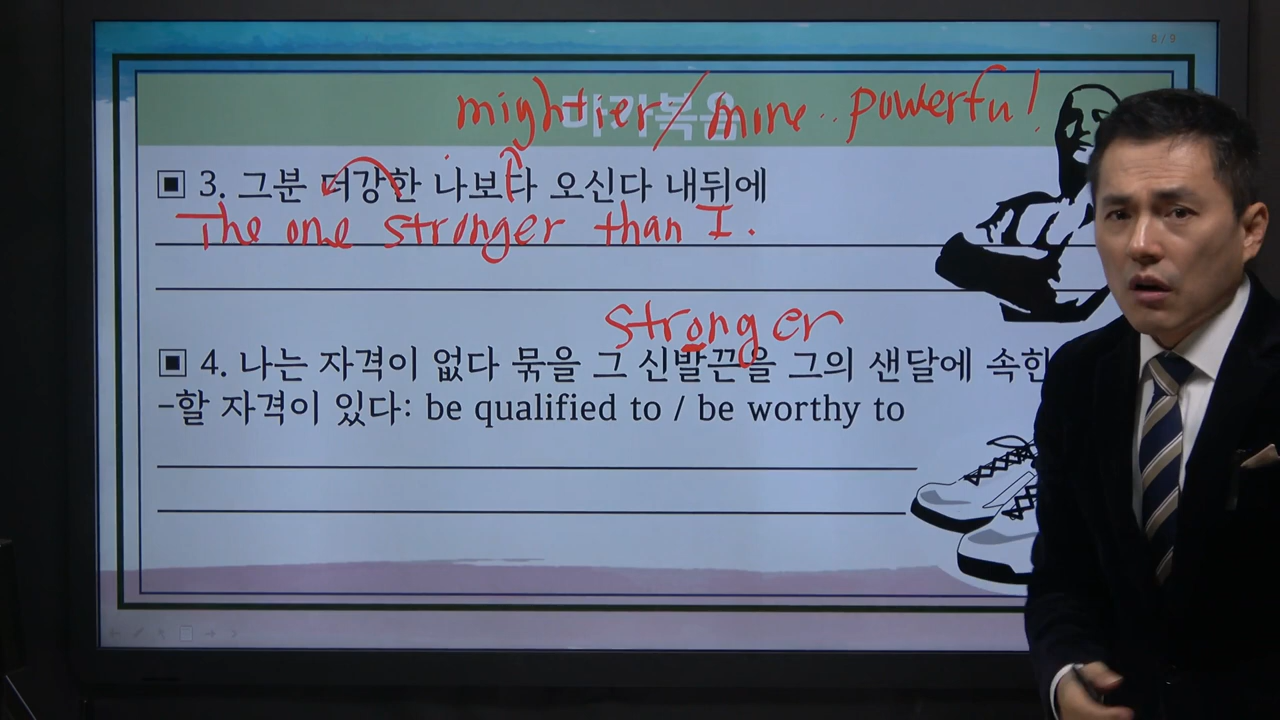 8/9
mightier / more.. powerful!
마가복음
▣ 3. 그분 더강한 나보다 오신다 내뒤에
The one stronger than I.
stronger
▣ 4. 나는 자격이 없다 묶을 그 신발끈을 그의 샌달에 속한
-할 자격이 있다: be qualified to / be worthy to